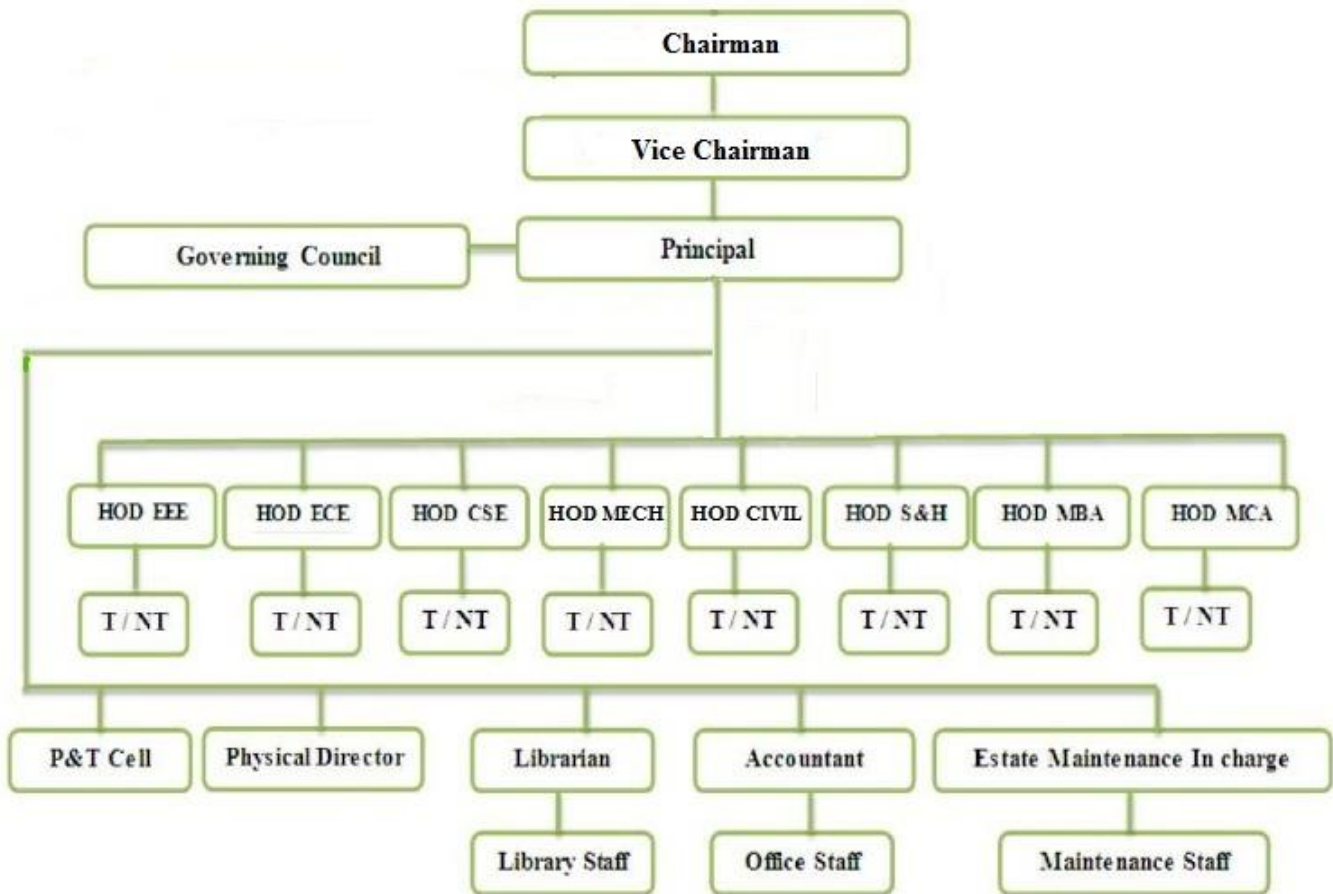 Chairman
Vice Chairman
Governing Council
Principal
HOD EEE
HOD ECE
HOD CSE
HOD MECH
HOD CIVIL
HOD S&H
HOD MBA
HOD MCA
T / NT
T / NT
T / NT
T / NT
T / NT
T / NT
T / NT
T / NT
P&T Cell
Physical Director
Librarian
Accountant
Estate Maintenance In charge
Library Staff
Office Staff
Maintenance Staff